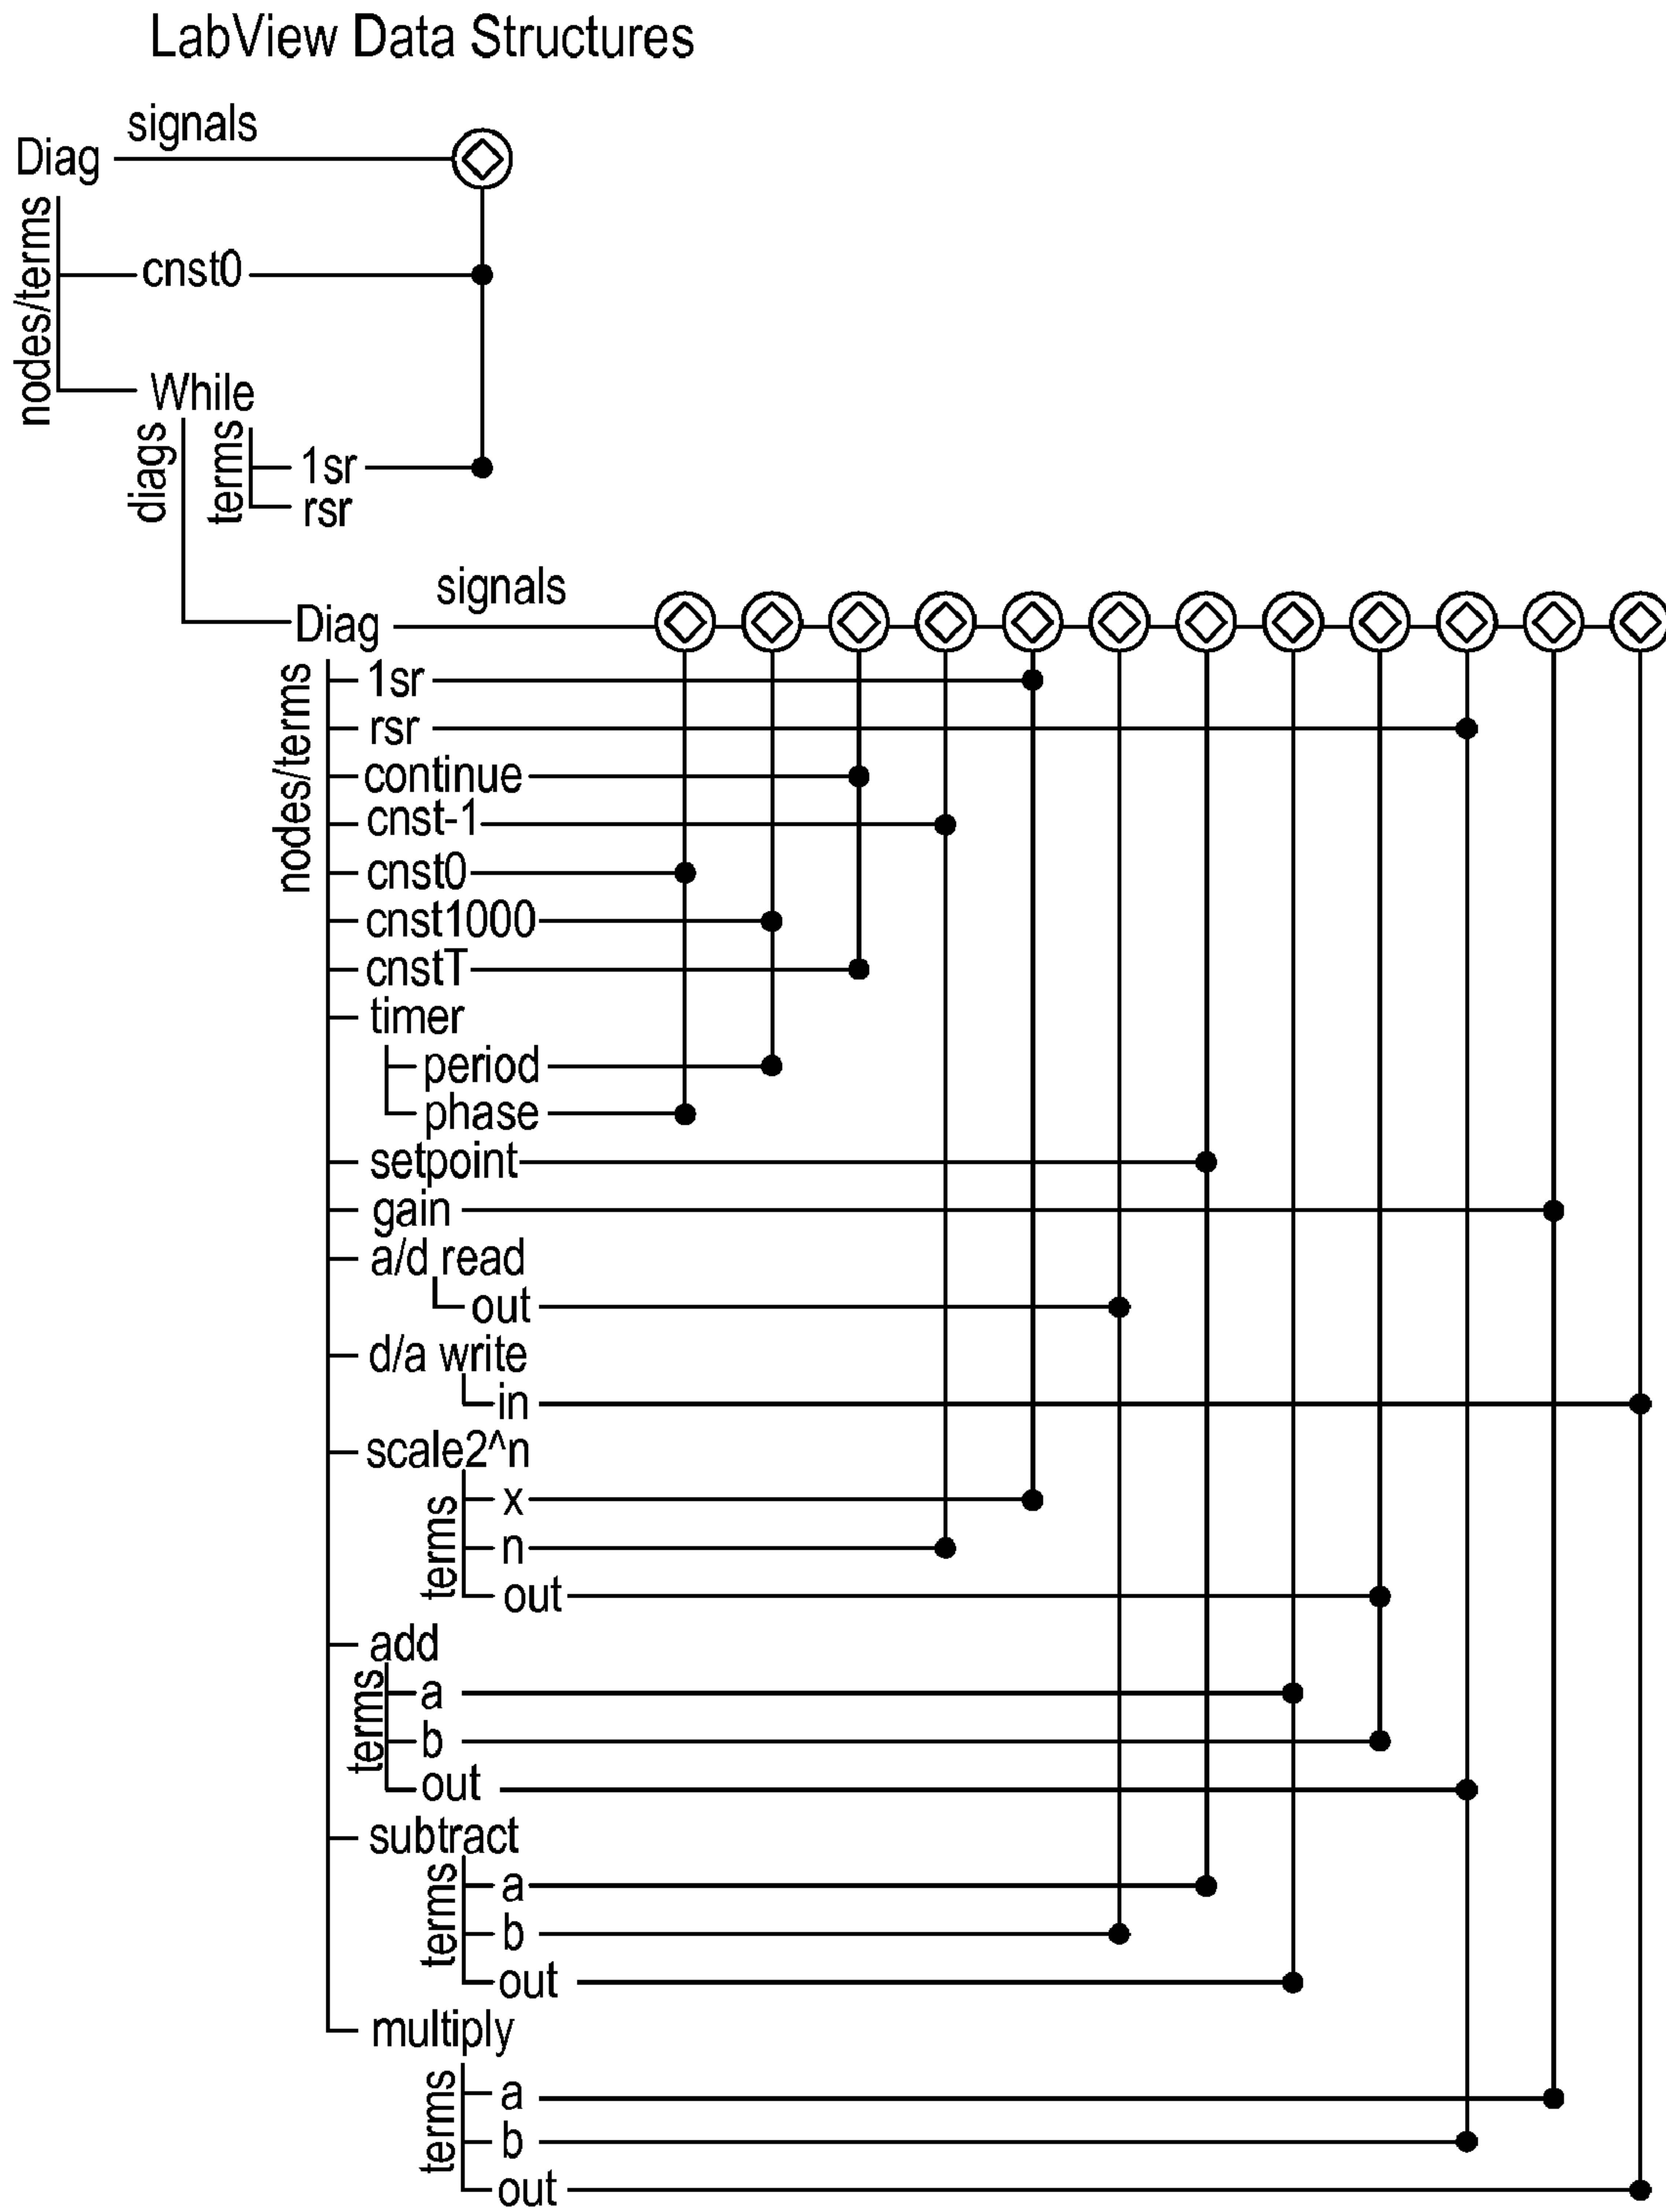 LabView Data Structures
signals
Diag
nodes/terms
cnst0
While
diags
terms
1sr
rsr
signals
Diag
nodes/terms
1sr
rsr
continue
cnst-1
cnst0
cnst1000
cnstT
timer
period
phase
setpoint
gain
a/d read
out
d/a write
in
scale2^n
terms
x
n
out
add
terms
a
b
out
subtract
terms
a
b
out
multiply
terms
a
b
out